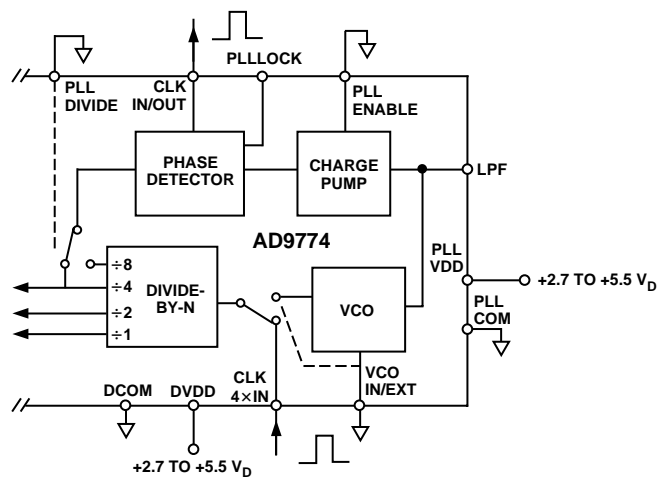 PLL
DIVIDE
CLK
IN/OUT
PLLLOCK
PLL
ENABLE
PHASE
DETECTOR
CHARGE
PUMP
LPF
AD9774
PLL
VDD
+2.7 TO +5.5 V_D
PLL
COM
÷8
÷4
÷2
÷1
DIVIDE-
BY-N
VCO
DCOM
DVDD
CLK
4×IN
VCO
IN/EXT
+2.7 TO +5.5 V_D